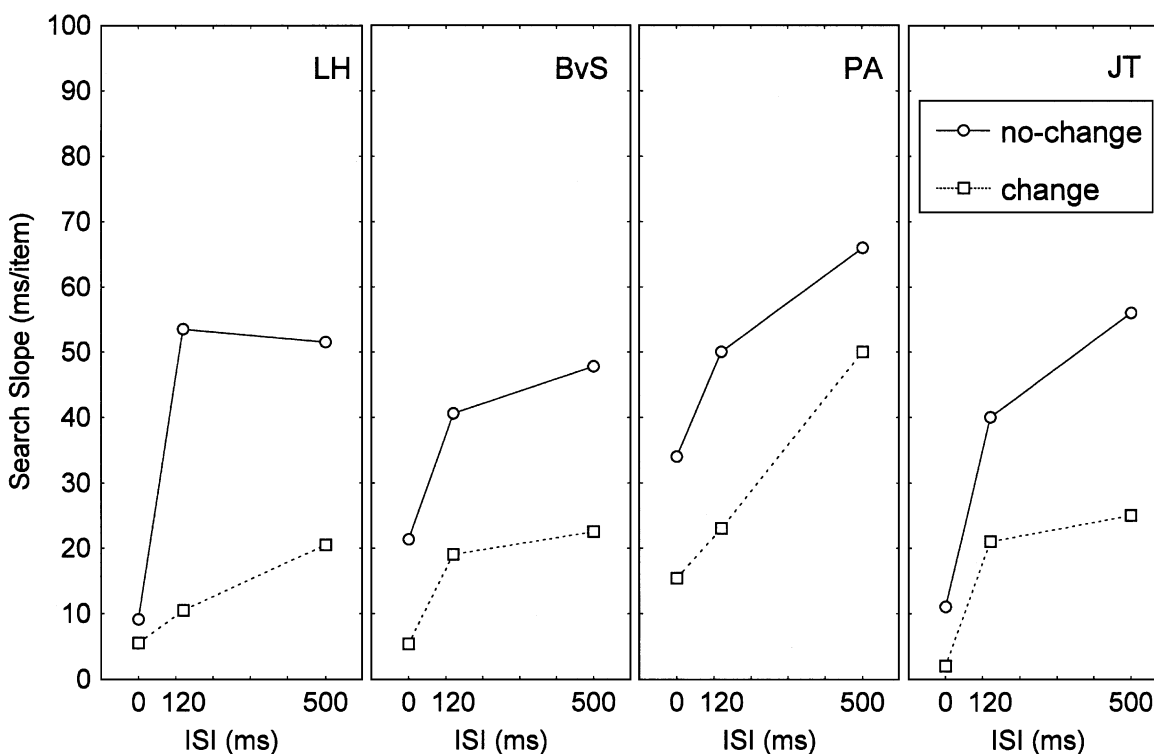 Search Slope (ms/item)
100
90
80
70
60
50
40
30
20
10
0
LH
BvS
PA
JT
no-change
change
0 120 500
0 120 500
0 120 500
0 120 500
ISI (ms)
ISI (ms)
ISI (ms)
ISI (ms)